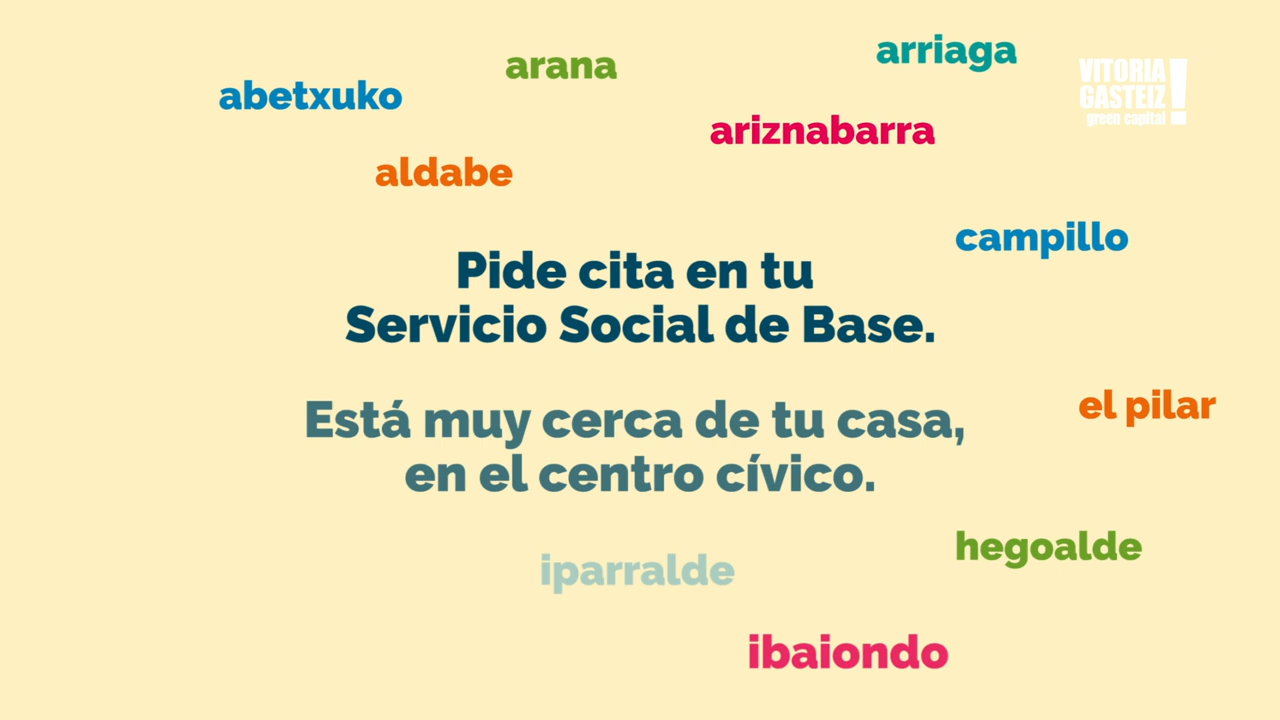 arriaga
arana
VITORIA
GASTEIZ!
green capital
abetxuko
ariznabarra
aldabe
campillo
Pide cita en tu
Servicio Social de Base.
el pilar
Está muy cerca de tu casa,
en el centro cívico.
hegoalde
iparralde
ibaiondo